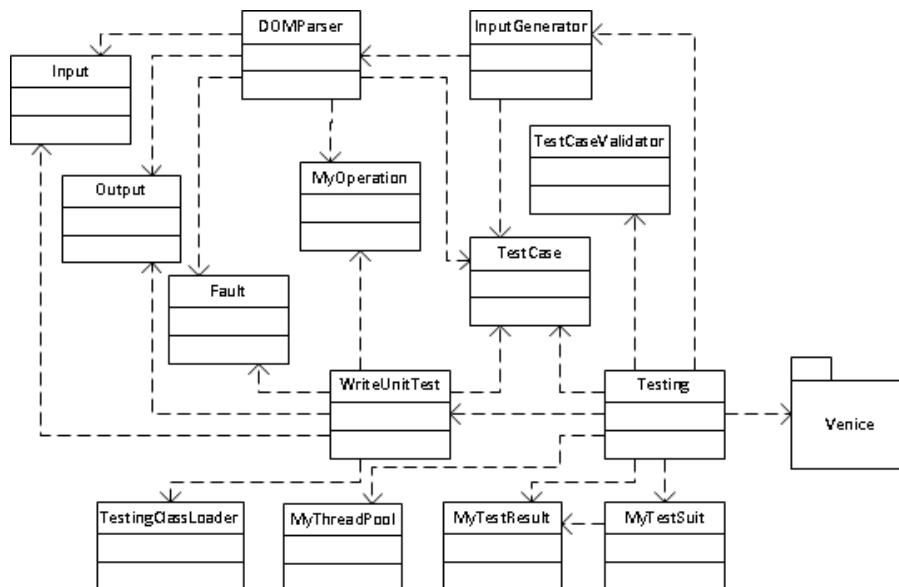 DOMParser
InputGenerator
Input
TestCaseValidator
MyOperation
Output
TestCase
Fault
WriteUnitTest
Testing
Venice
TestingClassLoader
MyThreadPool
MyTestResult
MyTestSuit